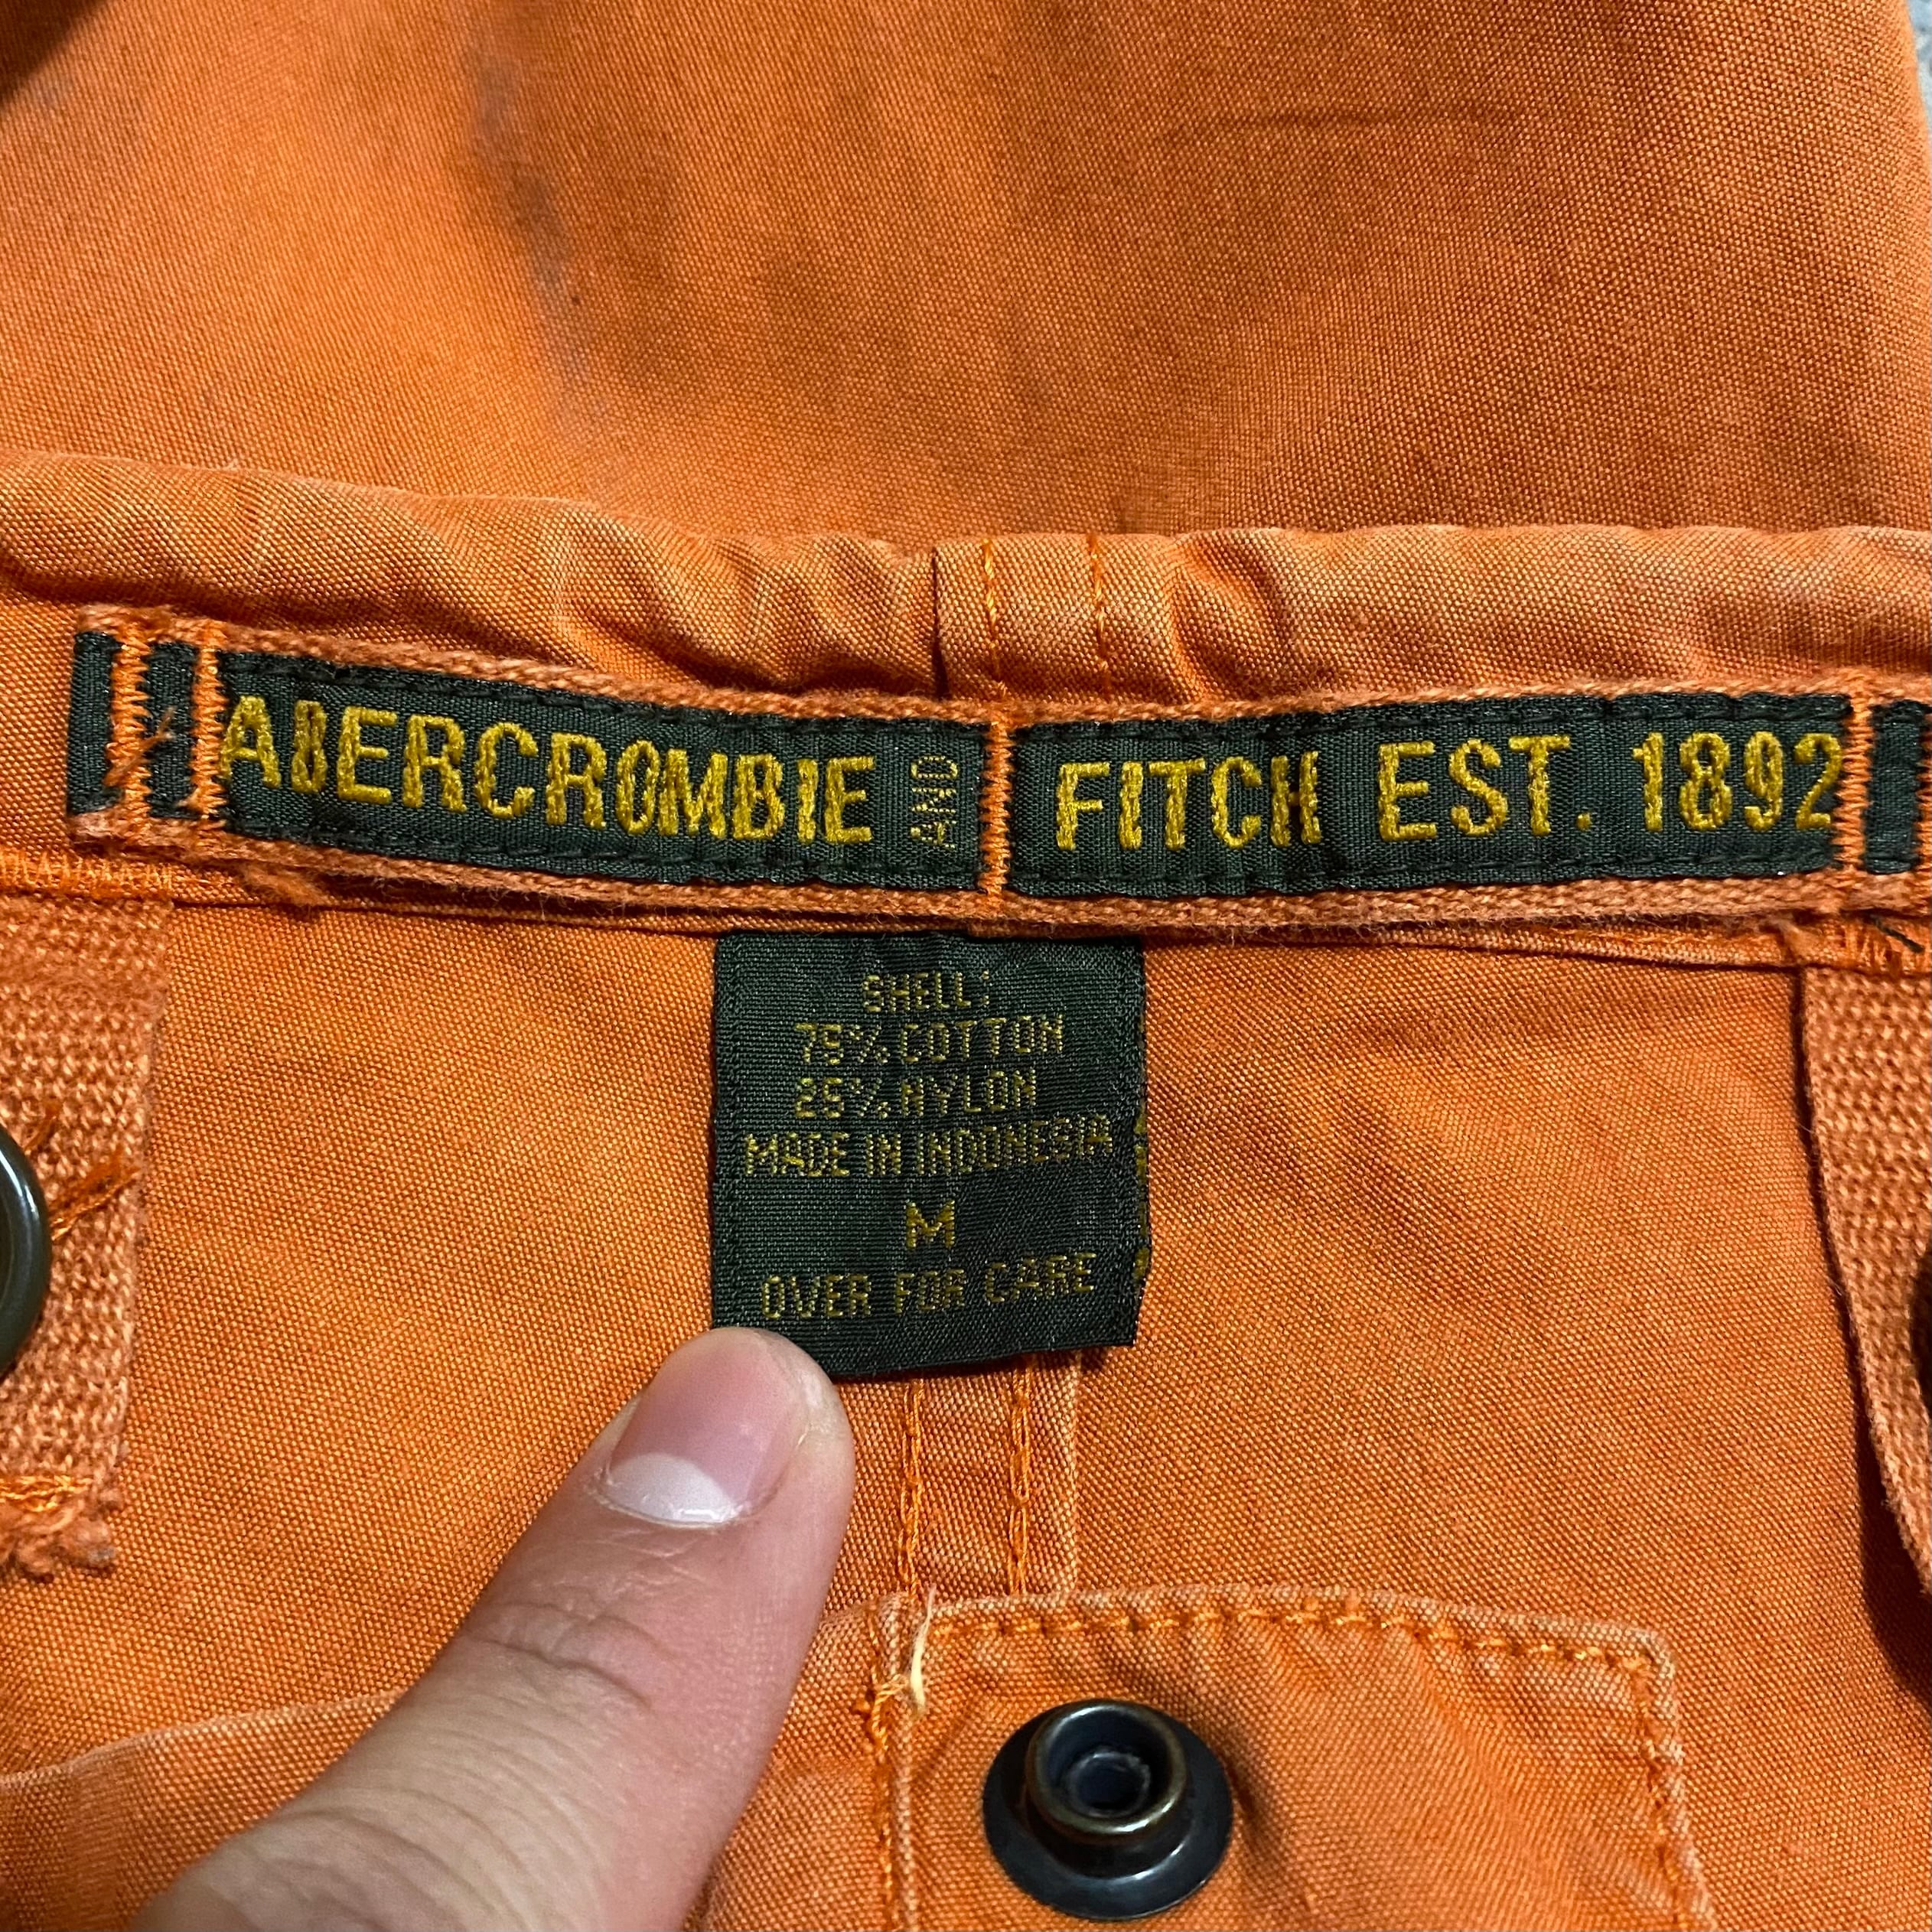 ABERCROMBIE AND FITCH EST. 1892
SHELL:
75% COTTON
25% NYLON
MADE IN INDONESIA
M
OVER FOR CARE